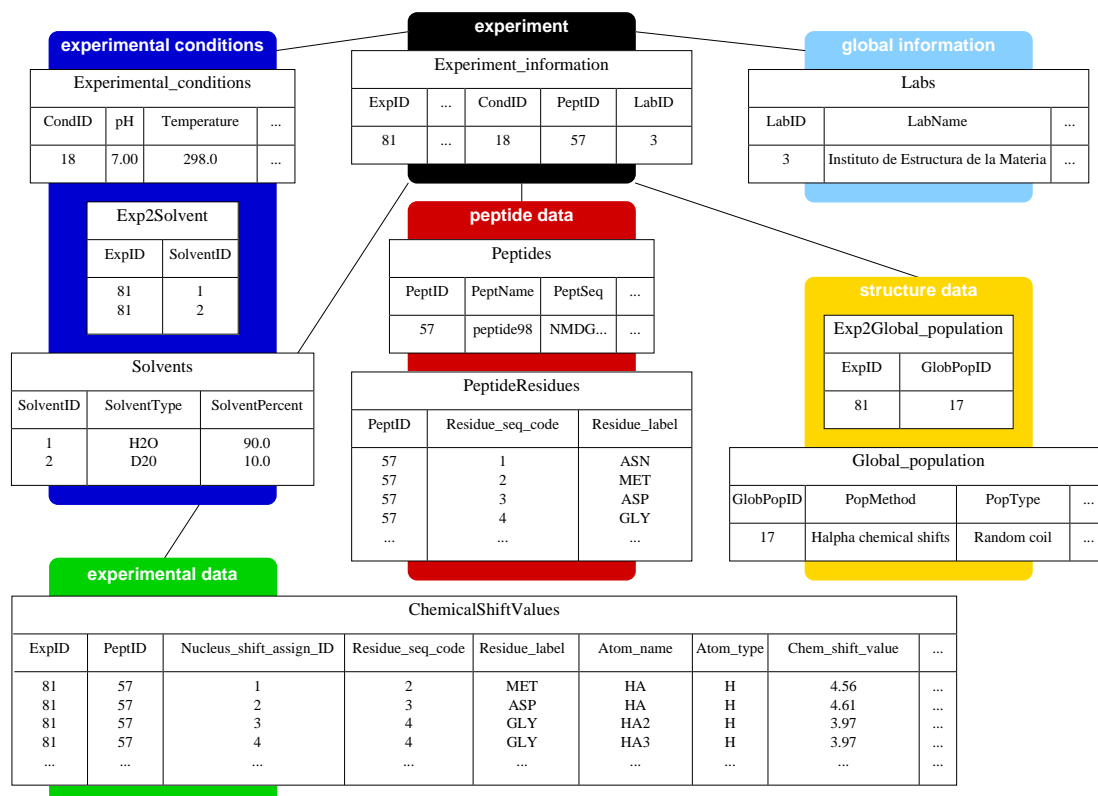 experimental conditions
Experimental_conditions
CondID pH Temperature ...
18 7.00 298.0 ...
Exp2Solvent
ExpID SolventID
81 1
81 2
Solvents
SolventID SolventType SolventPercent
1 H2O 90.0
2 D20 10.0
experiment
Experiment_information
ExpID ... CondID PeptID LabID
81 ... 18 57 3
global information
Labs
LabID LabName ...
3 Instituto de Estructura de la Materia ...
peptide data
Peptides
PeptID PeptName PeptSeq ...
57 peptide98 NMDG... ...
PeptideResidues
PeptID Residue_seq_code Residue_label
57 1 ASN
57 2 MET
57 3 ASP
57 4 GLY
... ... ...
structure data
Exp2Global_population
ExpID GlobPopID
81 17
Global_population
GlobPopID PopMethod PopType ...
17 Halpha chemical shifts Random coil ...
experimental data
ChemicalShiftValues
ExpID PeptID Nucleus_shift_assign_ID Residue_seq_code Residue_label Atom_name Atom_type Chem_shift_value ...
81 57 1 2 MET HA H 4.56 ...
81 57 2 3 ASP HA H 4.61 ...
81 57 3 4 GLY HA2 H 3.97 ...
81 57 4 4 GLY HA3 H 3.97 ...
... ... ... ... ... ... ... ... ...